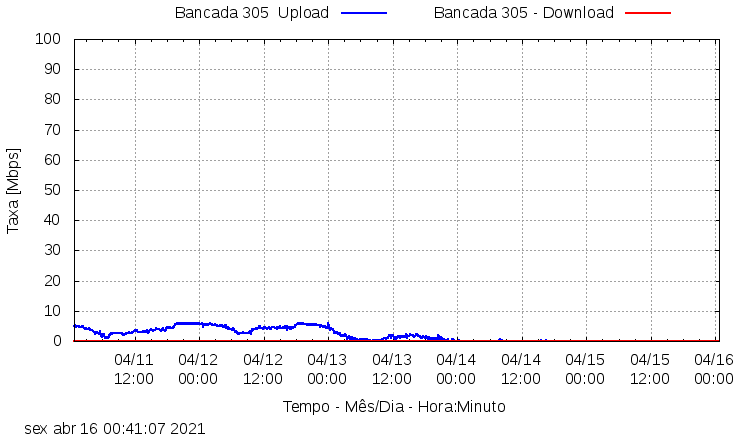 Bancada 305  Upload
Bancada 305 - Download
100
90
80
70
60
50
40
30
20
10
0
Taxa [Mbps]
04/11 04/12 04/12 04/13 04/13 04/14 04/14 04/15 04/15 04/16
12:00 00:00 12:00 00:00 12:00 00:00 12:00 00:00 12:00 00:00
Tempo - Mês/Dia - Hora:Minuto
sex abr 16 00:41:07 2021